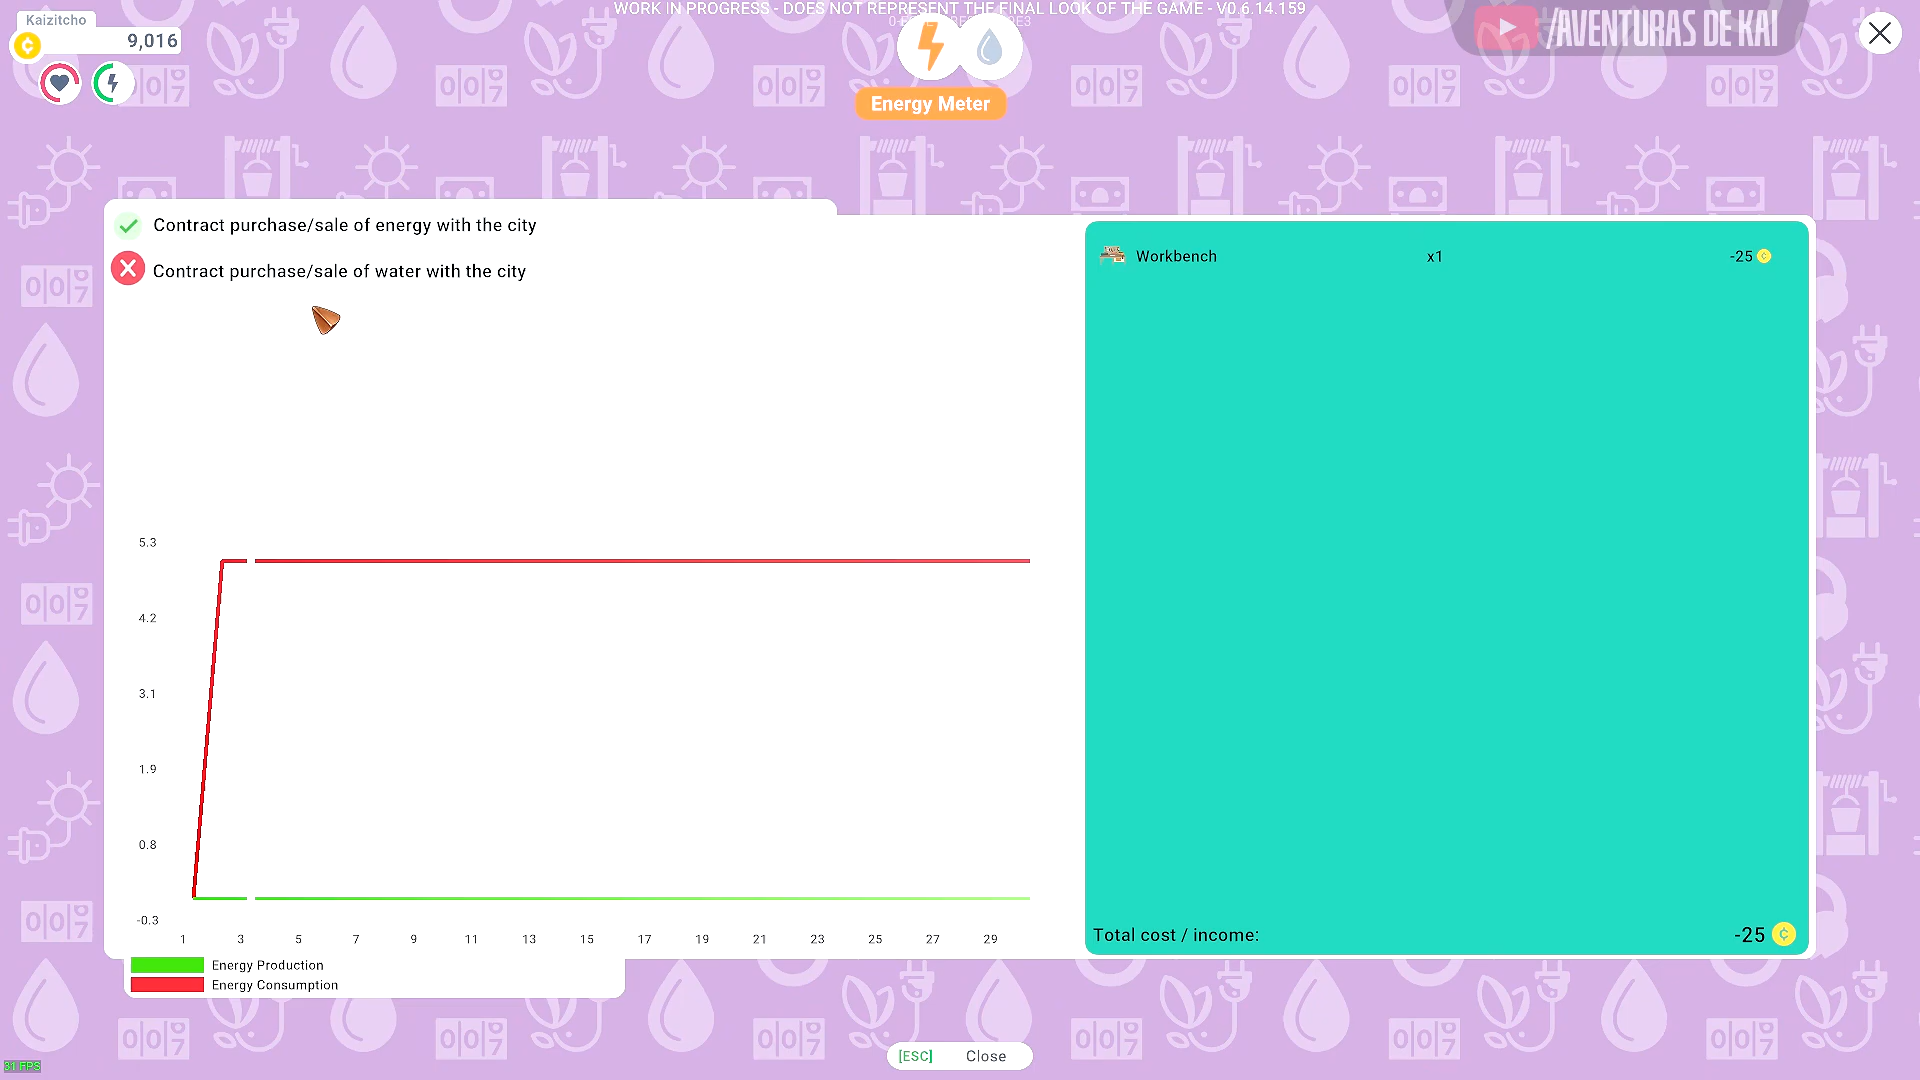 Kaizitcho
9,016
WORK IN PROGRESS - DOES NOT REPRESENT THE FINAL LOOK OF THE GAME - V0.6.14.159
/AVENTURAS DE KAI
Energy Meter
Contract purchase/sale of energy with the city
Contract purchase/sale of water with the city
Workbench x1 -25
5.3
4.2
3.1
1.9
0.8
-0.3
1 3 5 7 9 11 13 15 17 19 21 23 25 27 29
Total cost / income: -25
Energy Production
Energy Consumption
[ESC] Close
31 FPS